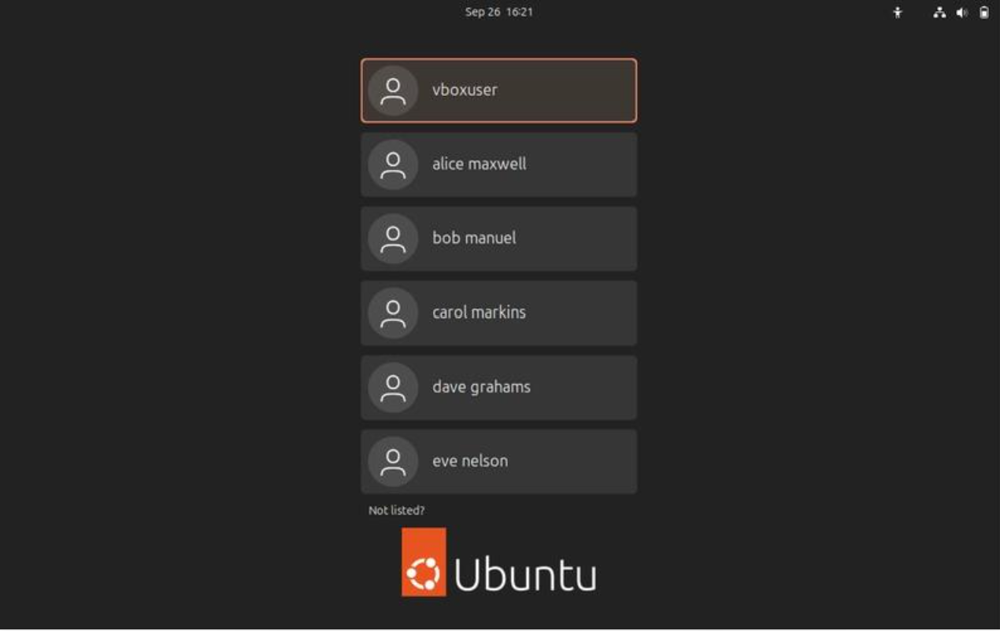 Sep 26 16:21
vboxuser
alice maxwell
bob manuel
carol markins
dave grahams
eve nelson
Not listed?
Ubuntu